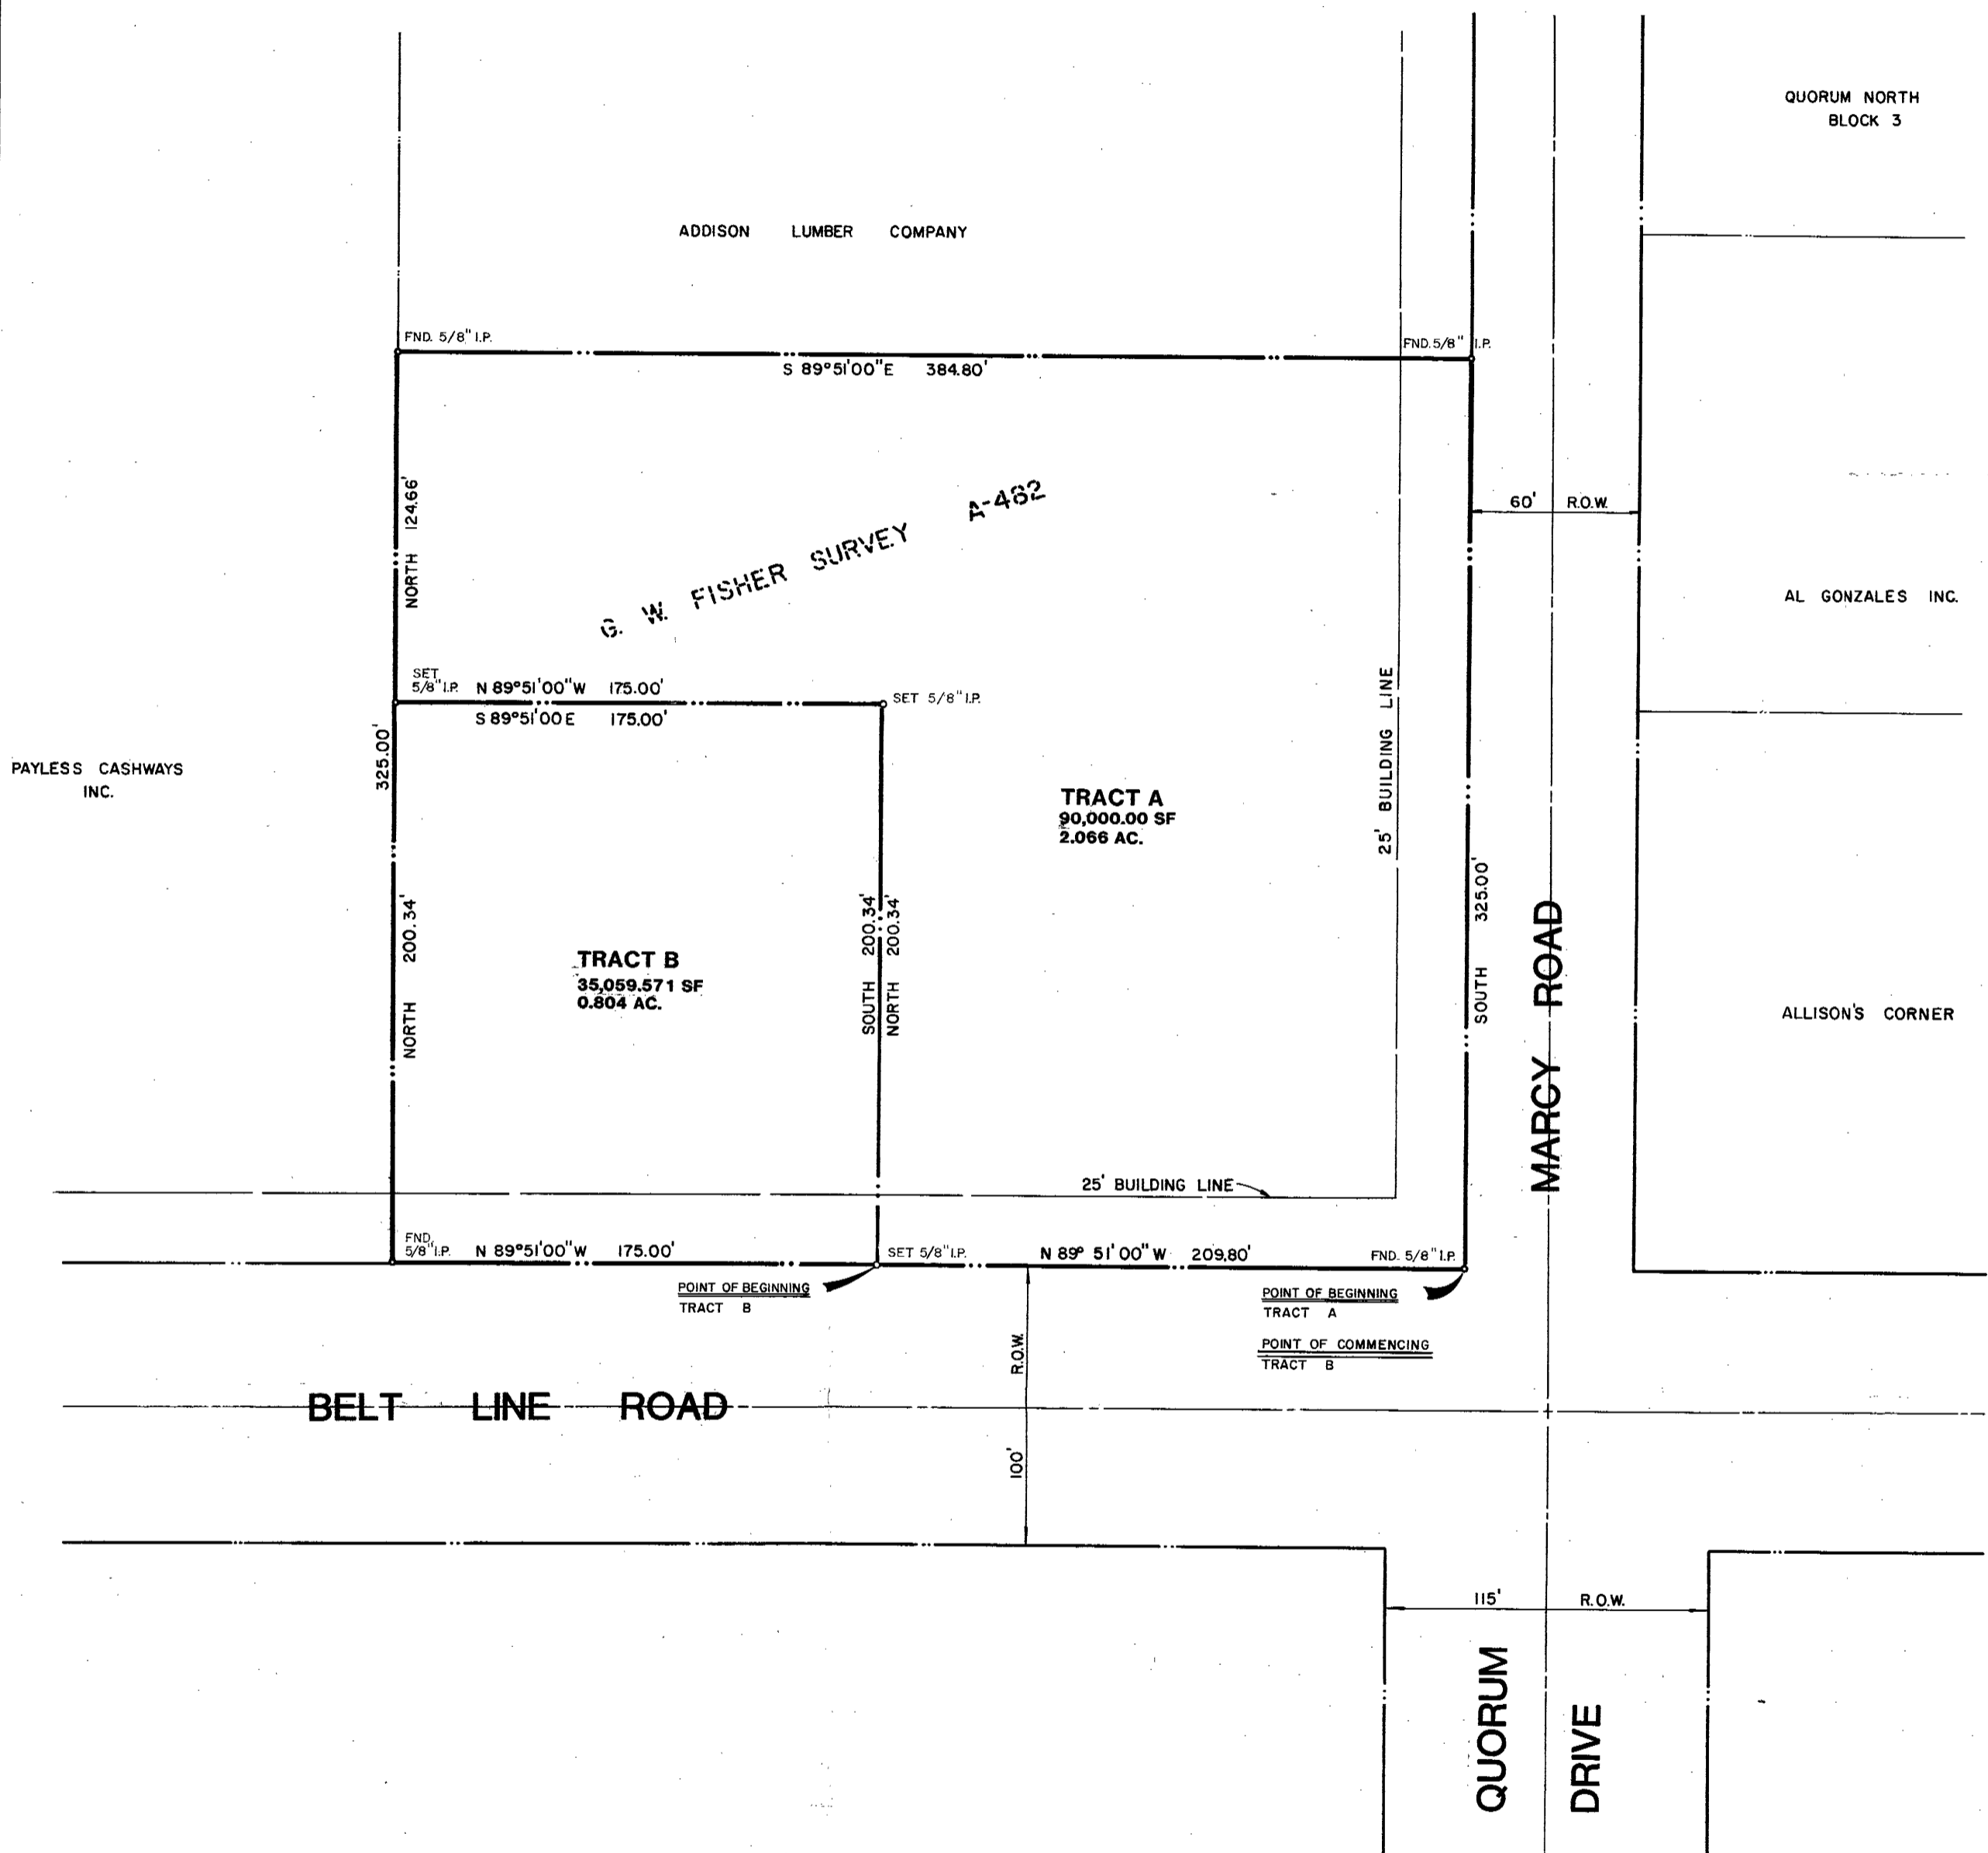 QUORUM NORTH
BLOCK 3
ADDISON LUMBER COMPANY
FND. 5/8" I.P.
FND. 5/8" I.P.
S 89°51'00"E 384.80'
NORTH 124.66'
G. W. FISHER SURVEY A-482
60' R.O.W.
AL GONZALES INC.
SET
5/8" I.P.
N 89°51'00"W 175.00'
SET 5/8" I.P.
S 89°51'00 E 175.00'
325.00'
25' BUILDING LINE
PAYLESS CASHWAYS
INC.
TRACT A
90,000.00 SF
2.066 AC.
SOUTH 325.00'
MARCY ROAD
NORTH 200.34'
SOUTH 200.34'
NORTH 200.34'
TRACT B
35,059.571 SF
0.804 AC.
ALLISON'S CORNER
25' BUILDING LINE
FND.
5/8" I.P.
N 89°51'00"W 175.00'
SET 5/8" I.P.
N 89° 51' 00" W 209.80'
FND. 5/8" I.P.
POINT OF BEGINNING
TRACT B
POINT OF BEGINNING
TRACT A
POINT OF COMMENCING
TRACT B
R.O.W.
100'
BELT LINE ROAD
115' R.O.W.
QUORUM
DRIVE